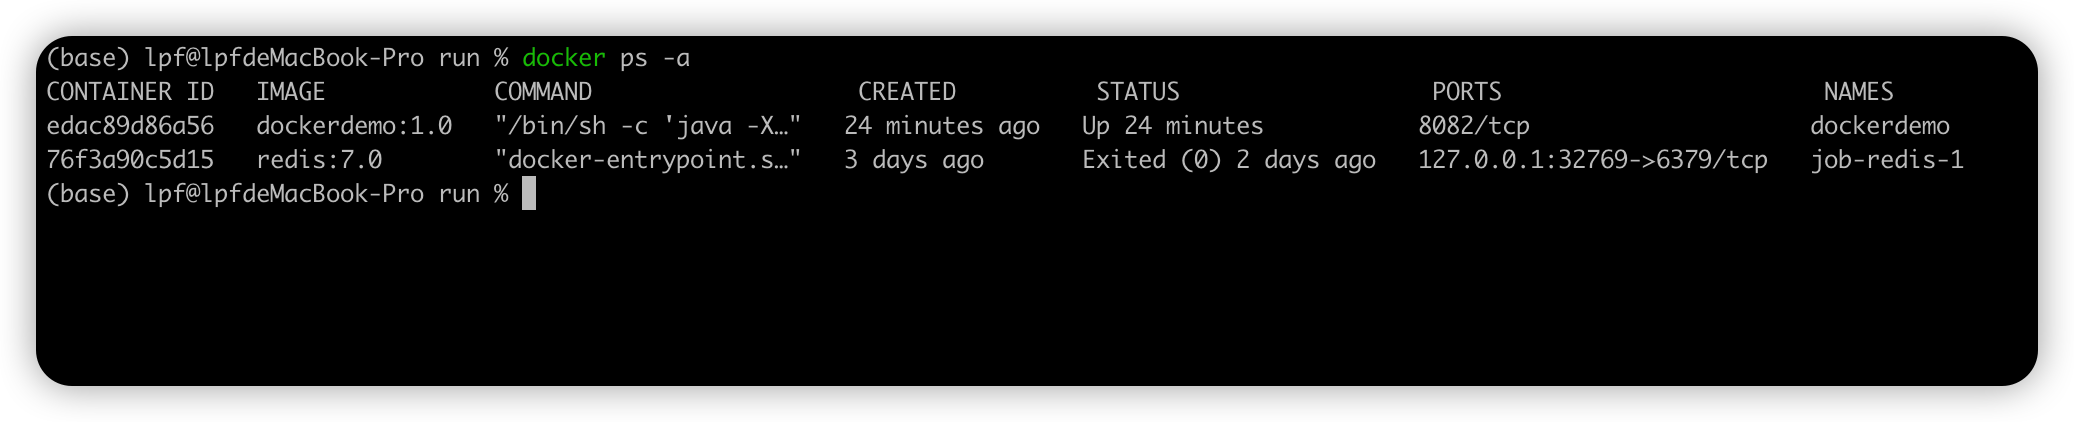 (base) lpf@lpfdeMacBook-Pro run % docker ps -a
CONTAINER ID   IMAGE            COMMAND                   CREATED          STATUS                  PORTS                       NAMES
edac89d86a56   dockerdemo:1.0   "/bin/sh -c 'java -X…"   24 minutes ago   Up 24 minutes           8082/tcp                    dockerdemo
76f3a90c5d15   redis:7.0        "docker-entrypoint.s…"   3 days ago       Exited (0) 2 days ago   127.0.0.1:32769->6379/tcp   job-redis-1
(base) lpf@lpfdeMacBook-Pro run %